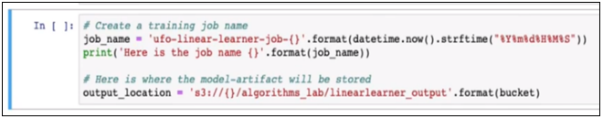 In [ ]: # Create a training job name
job_name = 'ufo-linear-learner-job-{}'.format(datetime.now().strftime("%Y%m%d%H%M%S"))
print('Here is the job name {}'.format(job_name))
# Here is where the model-artifact will be stored
output_location = 's3://{}/algorithms_lab/linearlearner_output'.format(bucket)